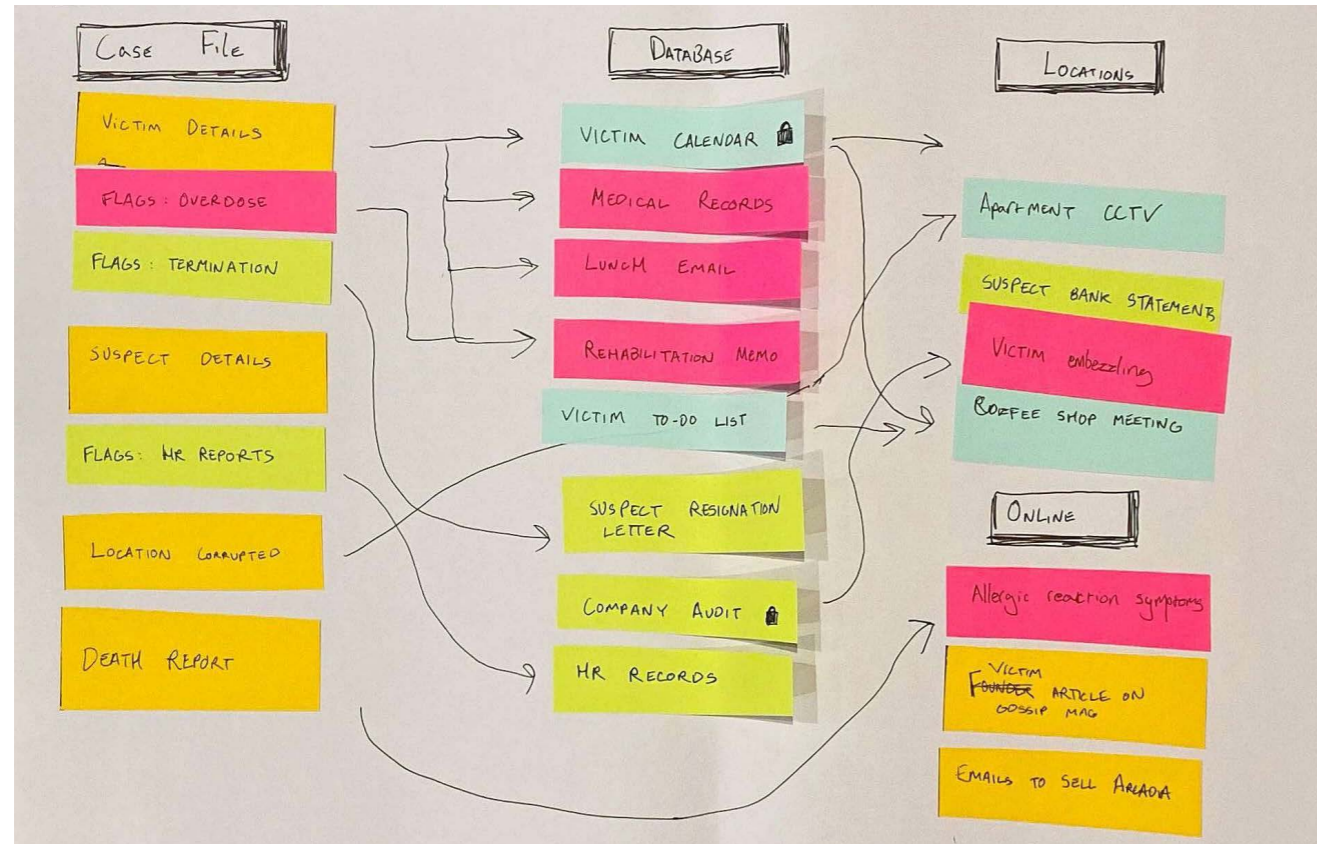 Case File
VICTIM DETAILS
FLAGS: OVERDOSE
FLAGS: TERMINATION
SUSPECT DETAILS
FLAGS: HR REPORTS
LOCATION CORRUPTED
DEATH REPORT
DATABASE
VICTIM CALENDAR
MEDICAL RECORDS
LUNCH EMAIL
REHABILITATION MEMO
VICTIM TO-DO LIST
SUSPECT RESIGNATION
LETTER
COMPANY AUDIT
HR RECORDS
LOCATIONS
Apartment CCTV
SUSPECT BANK STATEMENTS
VICTIM embezzling
SHOP MEETING
ONLINE
Allergic reaction symptoms
VICTIM
FOUNDER ARTICLE ON
GOSSIP MAG
EMAILS TO SELL ARCADIA